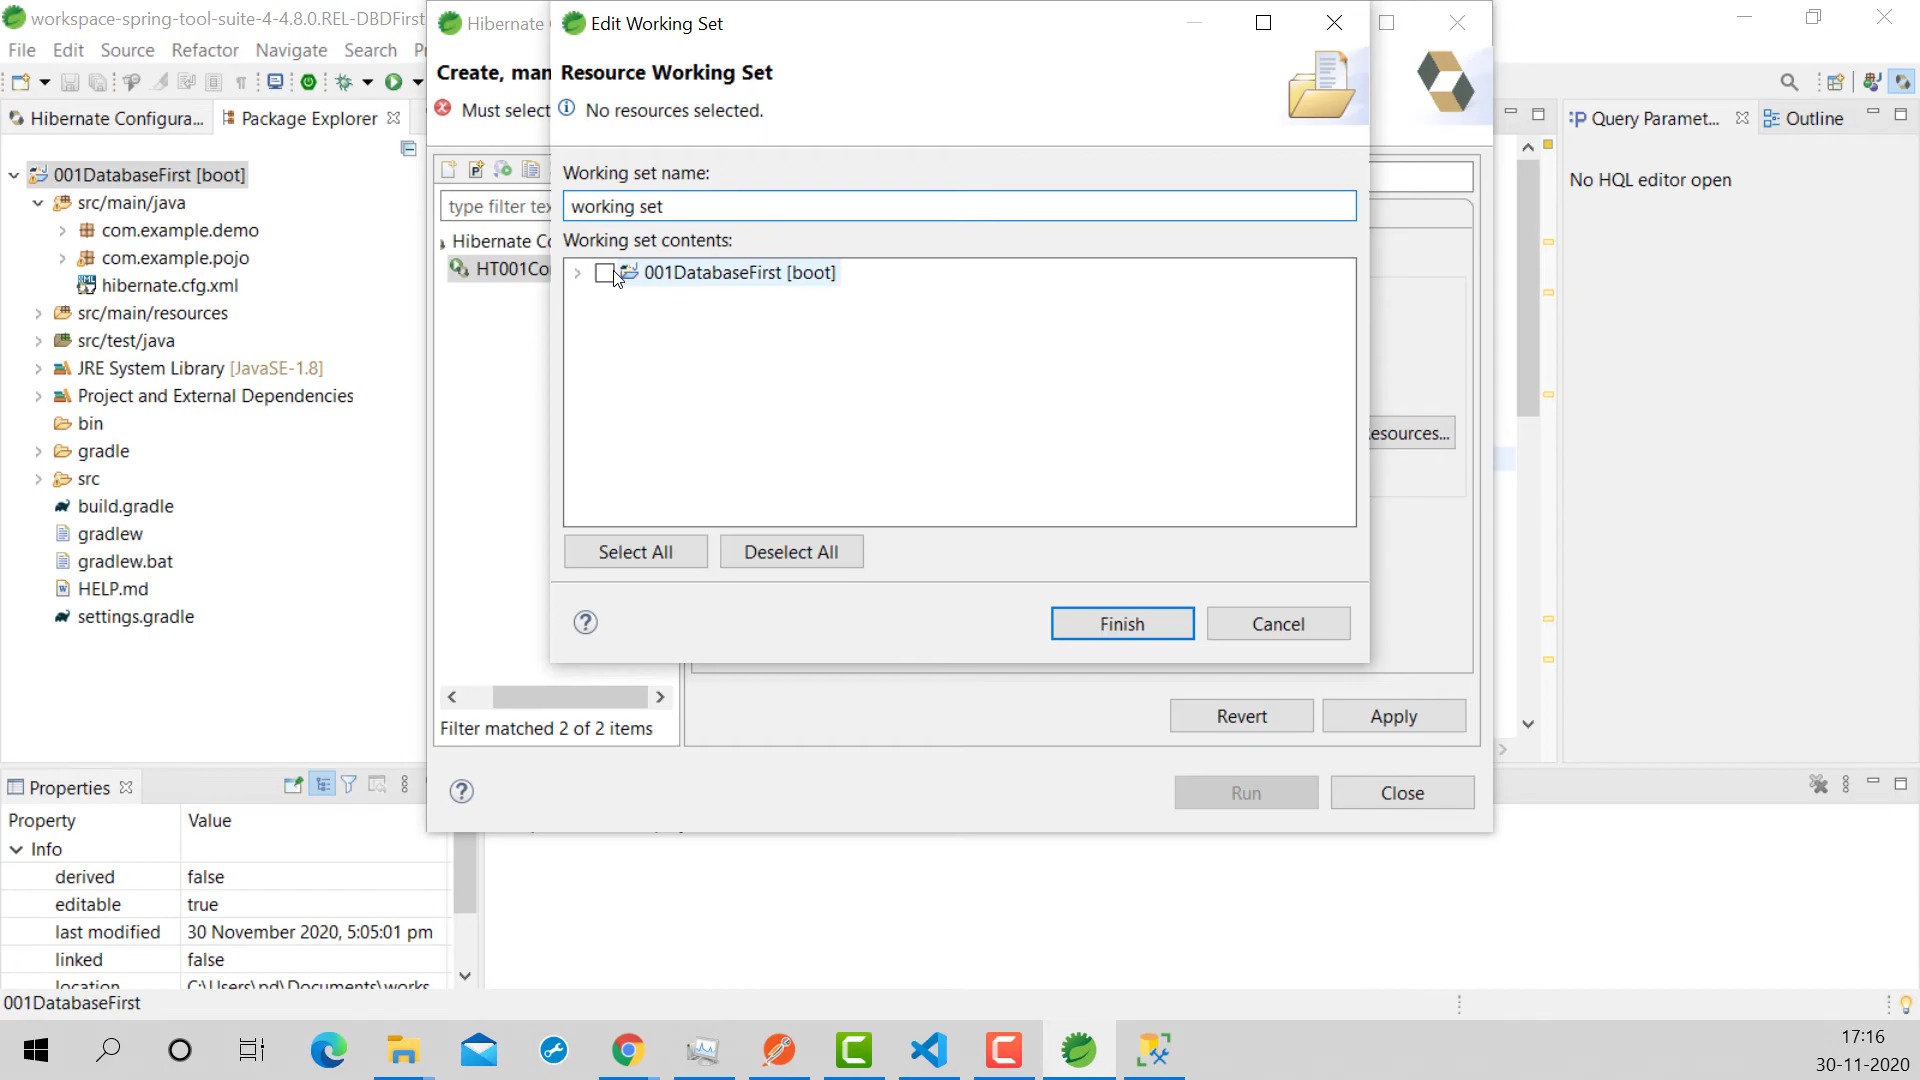 workspace-spring-tool-suite-4-4.8.0.REL-DBDFirst
File Edit Source Refactor Navigate Search
Hibernate Configura...
Package Explorer
001DatabaseFirst [boot]
src/main/java
com.example.demo
com.example.pojo
hibernate.cfg.xml
src/main/resources
src/test/java
JRE System Library [JavaSE-1.8]
Project and External Dependencies
bin
gradle
src
build.gradle
gradlew
gradlew.bat
HELP.md
settings.gradle
Hibernate
Create, man
Must select
type filter tex
Hibernate Co
HT001Co
Filter matched 2 of 2 items
Edit Working Set
Resource Working Set
No resources selected.
Working set name:
working set
Working set contents:
001DatabaseFirst [boot]
Select All
Deselect All
Finish
Cancel
esources...
Revert
Apply
Run
Close
Query Paramet...
Outline
No HQL editor open
Properties
Property Value
Info
derived false
editable true
last modified 30 November 2020, 5:05:01 pm
linked false
location C:\Users\pd\Documents\works
001DatabaseFirst
17:16
30-11-2020